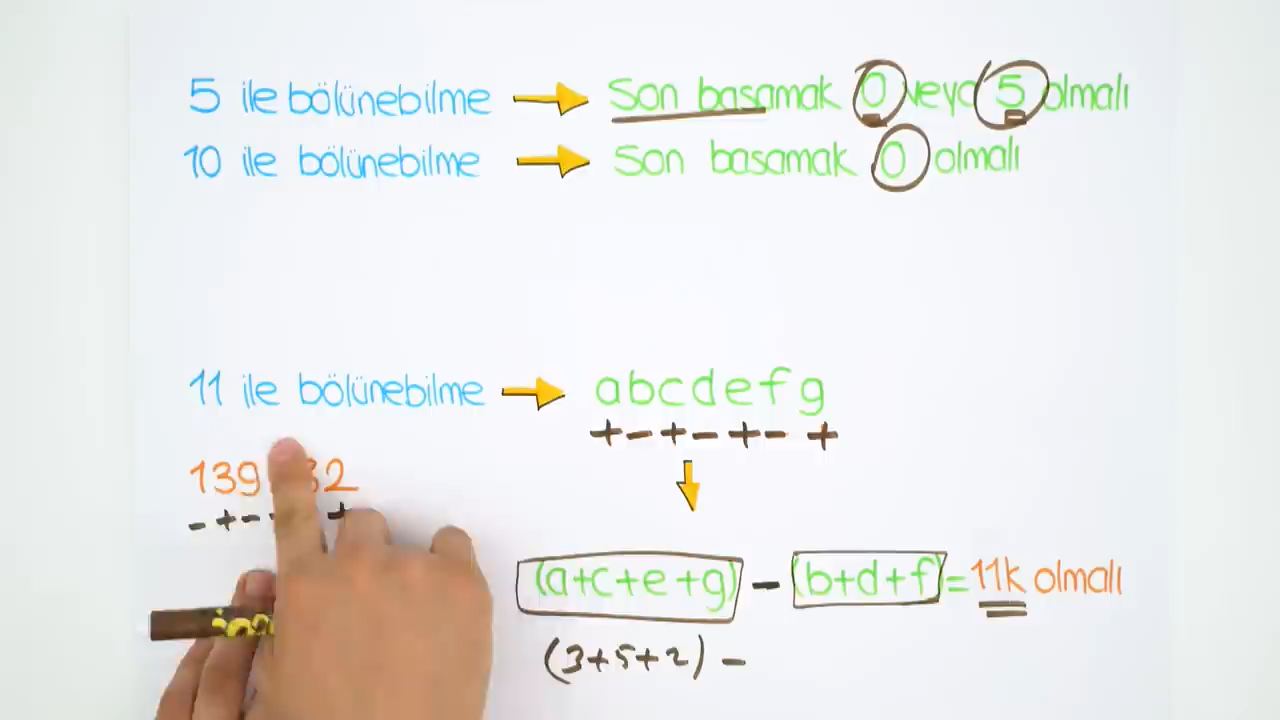 5 ile bölünebilme → Son basamak 0 veya 5 olmalı
10 ile bölünebilme → Son basamak 0 olmalı
11 ile bölünebilme → abcdefg
+ - + - + - +
139 2
- + - +
(a+c+e+g) - (b+d+f) = 11k olmalı
(3+5+2) -